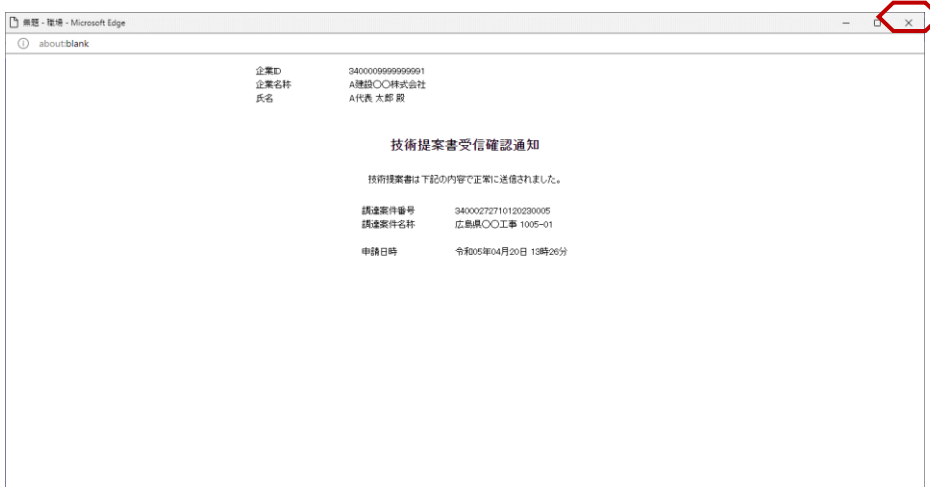 無題 - 職場 - Microsoft Edge
about:blank
企業ID 3400009999999991
企業名称 A建設〇〇株式会社
氏名 A代表 太郎 殿
技術提案書受信確認通知
技術提案書は下記の内容で正常に送信されました。
調達案件番号 34000272710120230005
調達案件名称 広島県〇〇工事 1005-01
申請日時 令和05年04月20日 13時26分